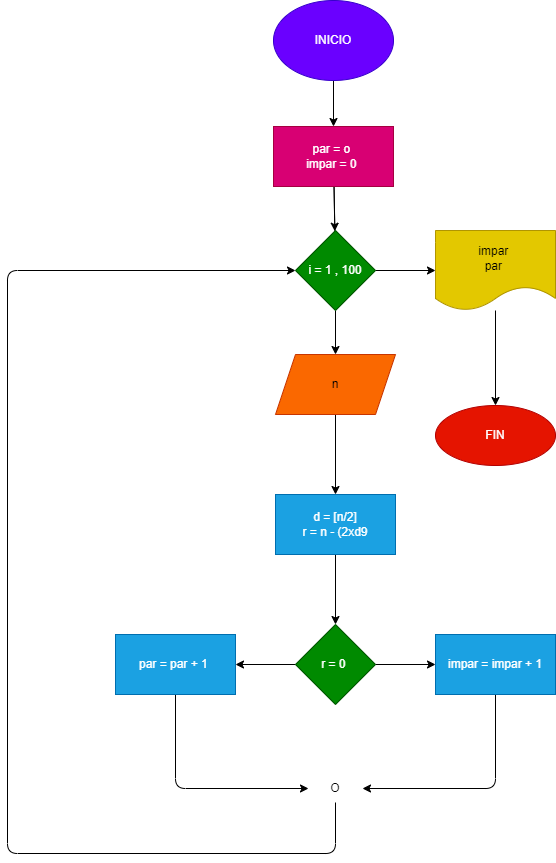 INICIO
par = o
impar = 0
i = 1 , 100
impar
par
n
FIN
d = [n/2]
r = n - (2xd9
par = par + 1
r = 0
impar = impar + 1
O